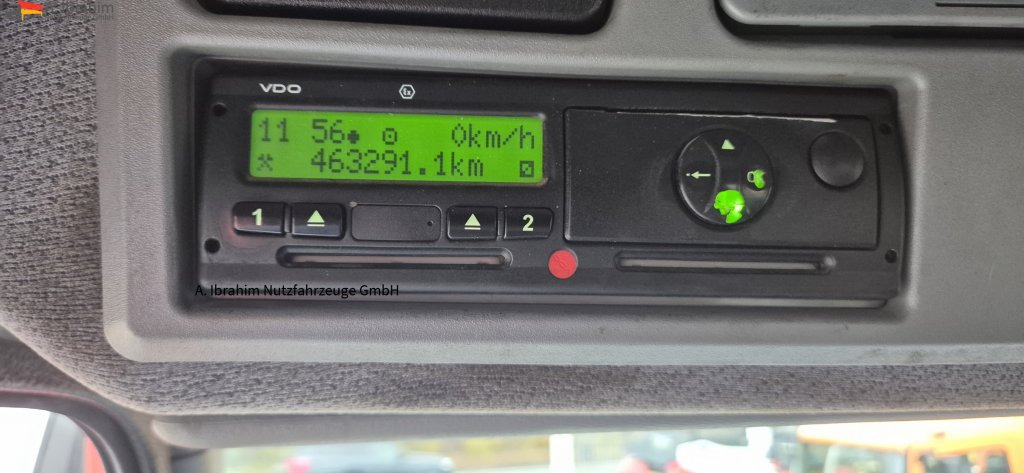 VDO
11 56 0km/h
463291.1km
1 2
A. Ibrahim Nutzfahrzeuge GmbH